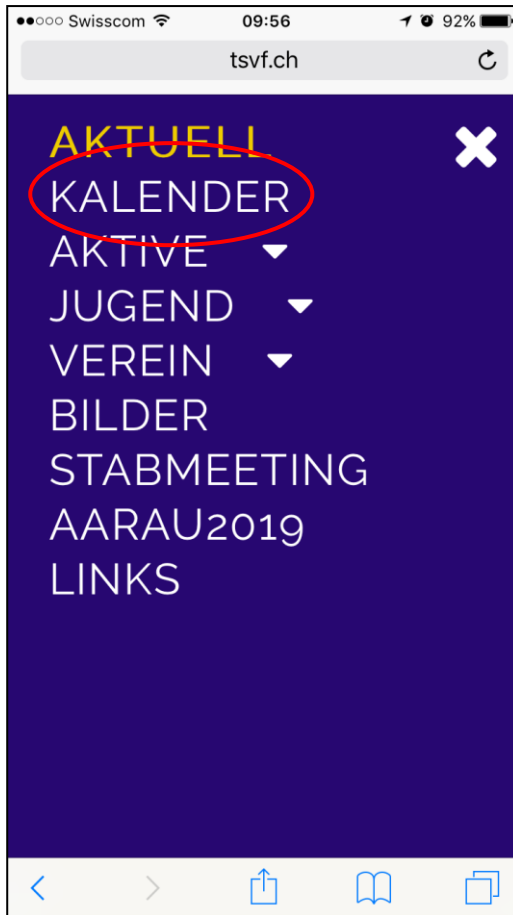 Swisscom 09:56 92%
tsvf.ch
AKTUELL
KALENDER
AKTIVE
JUGEND
VEREIN
BILDER
STABMEETING
AARAU2019
LINKS